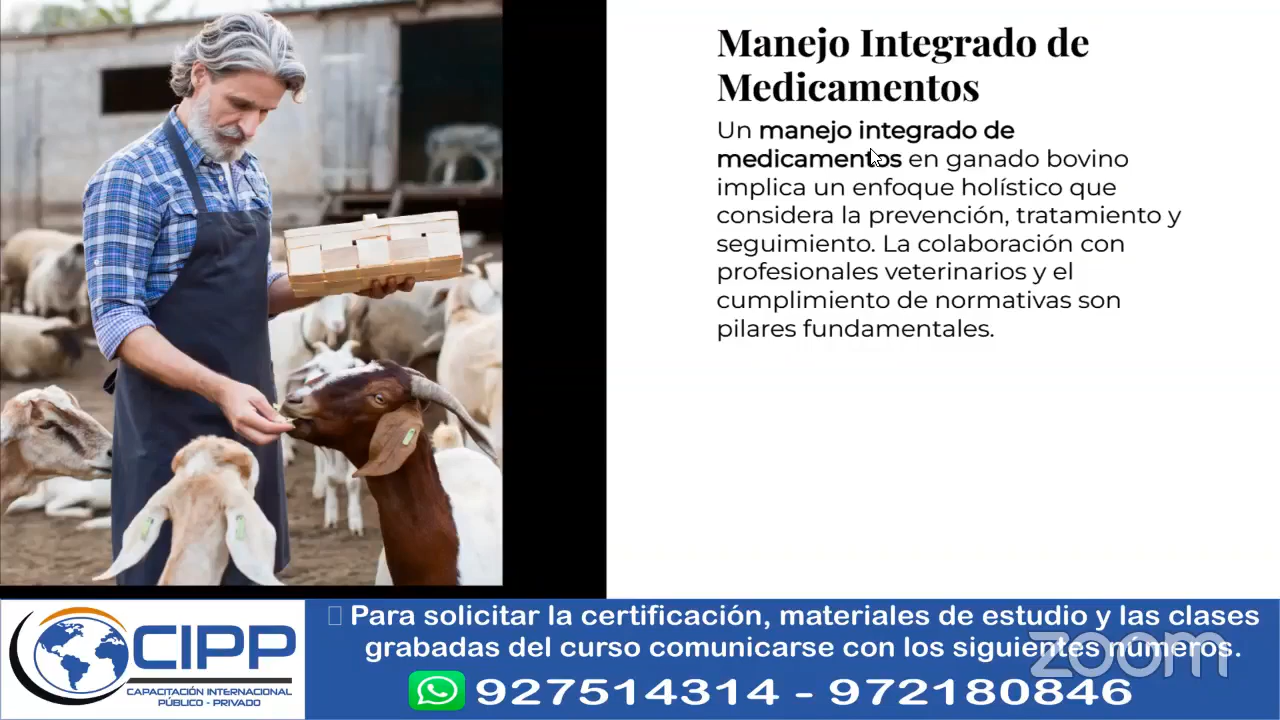 Manejo Integrado de
Medicamentos
Un manejo integrado de
medicamentos en ganado bovino
implica un enfoque holístico que
considera la prevención, tratamiento y
seguimiento. La colaboración con
profesionales veterinarios y el
cumplimiento de normativas son
pilares fundamentales.
CIPP
CAPACITACIÓN INTERNACIONAL
PÚBLICO - PRIVADO
Para solicitar la certificación, materiales de estudio y las clases
grabadas del curso comunicarse con los siguientes números.
927514314 - 972180846
zoom